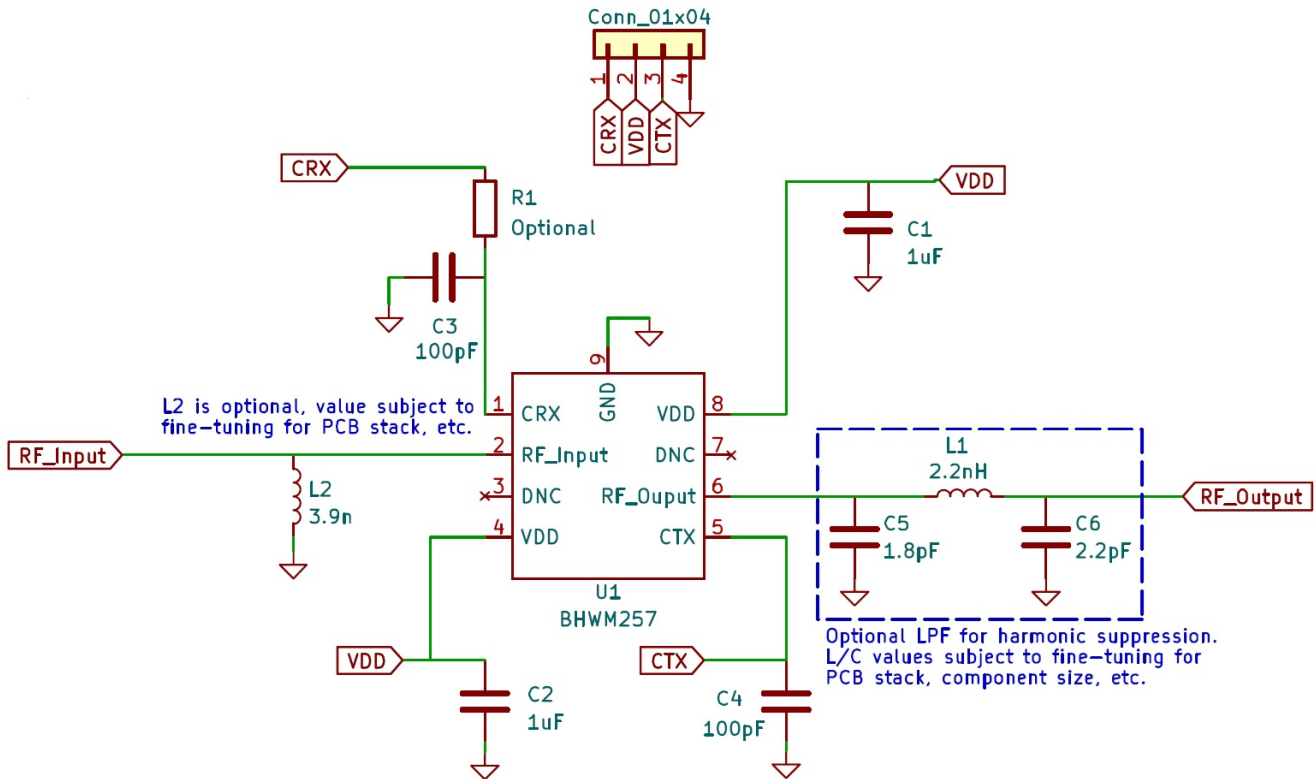 Conn_01x04
1
2
3
4
CRX
VDD
CTX
CRX
R1
Optional
VDD
C1
1uF
C3
100pF
9
GND
L2 is optional, value subject to
fine-tuning for PCB stack, etc.
1
CRX
VDD
8
RF_Input
2
RF_Input
DNC
7
L2
3.9n
3
DNC
RF_Ouput
6
4
VDD
CTX
5
L1
2.2nH
RF_Output
C5
1.8pF
C6
2.2pF
U1
BHWM257
Optional LPF for harmonic suppression.
L/C values subject to fine-tuning for
PCB stack, component size, etc.
VDD
C2
1uF
CTX
C4
100pF